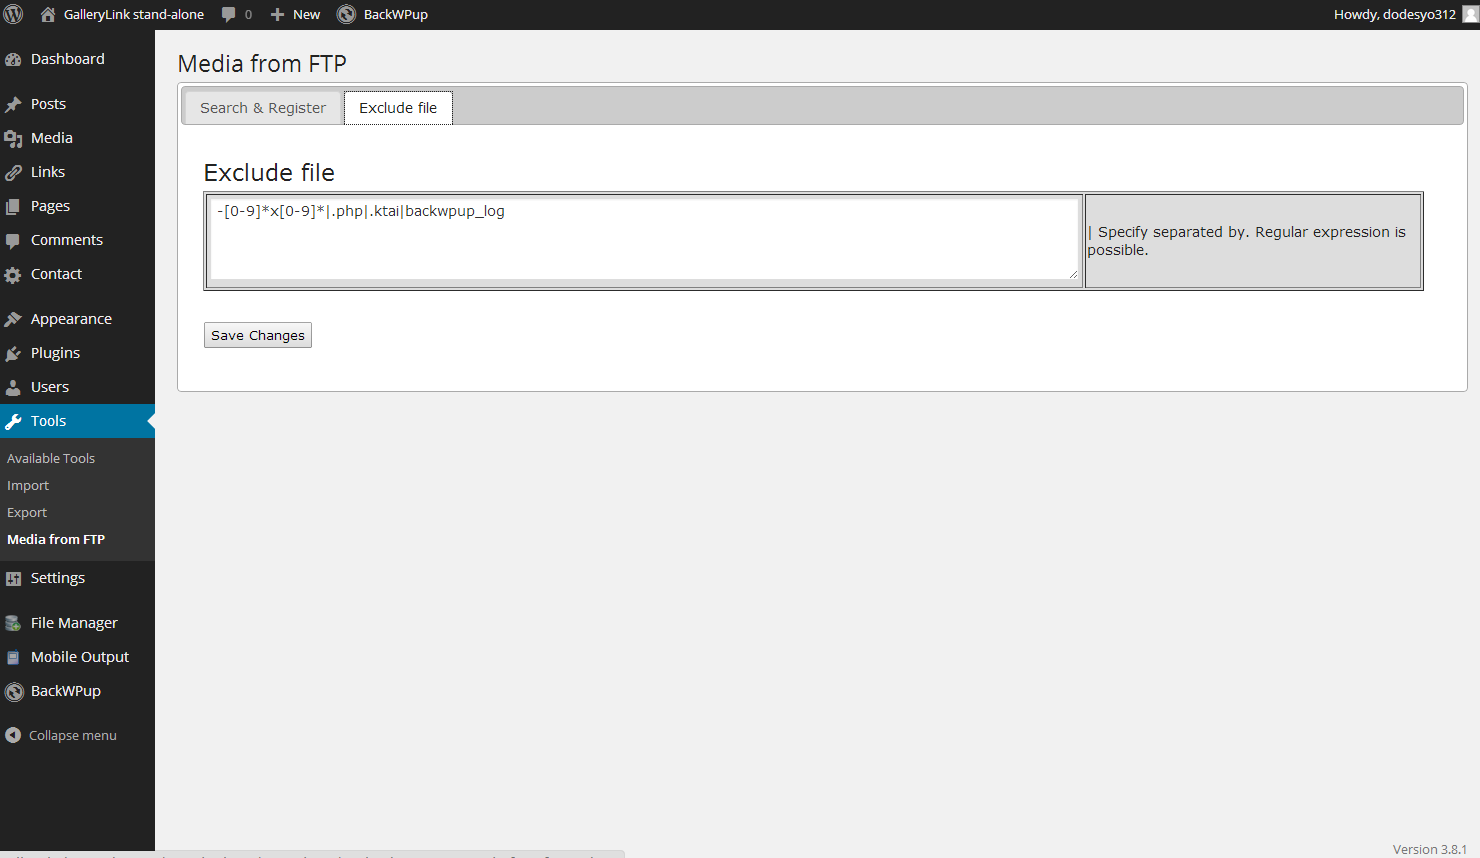 GalleryLink stand-alone 0 New BackWPup Howdy, dodesyo312
Dashboard
Posts
Media
Links
Pages
Comments
Contact
Appearance
Plugins
Users
Tools
Available Tools
Import
Export
Media from FTP
Settings
File Manager
Mobile Output
BackWPup
Collapse menu
Media from FTP
Search & Register Exclude file
Exclude file
-[0-9]*x[0-9]*|.php|.ktai|backwpup_log
| Specify separated by. Regular expression is
possible.
Save Changes
Version 3.8.1